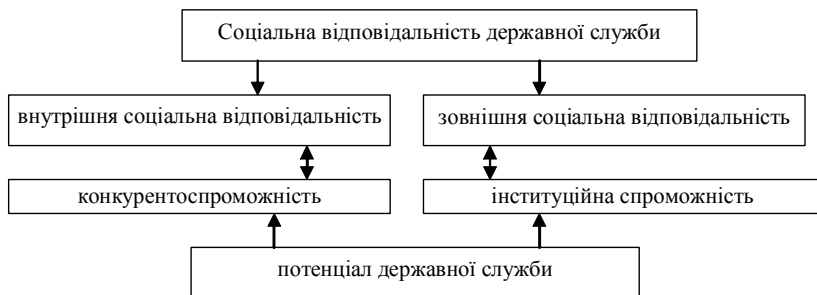 Соціальна відповідальність державної служби
внутрішня соціальна відповідальність
зовнішня соціальна відповідальність
конкурентоспроможність
інституційна спроможність
потенціал державної служби